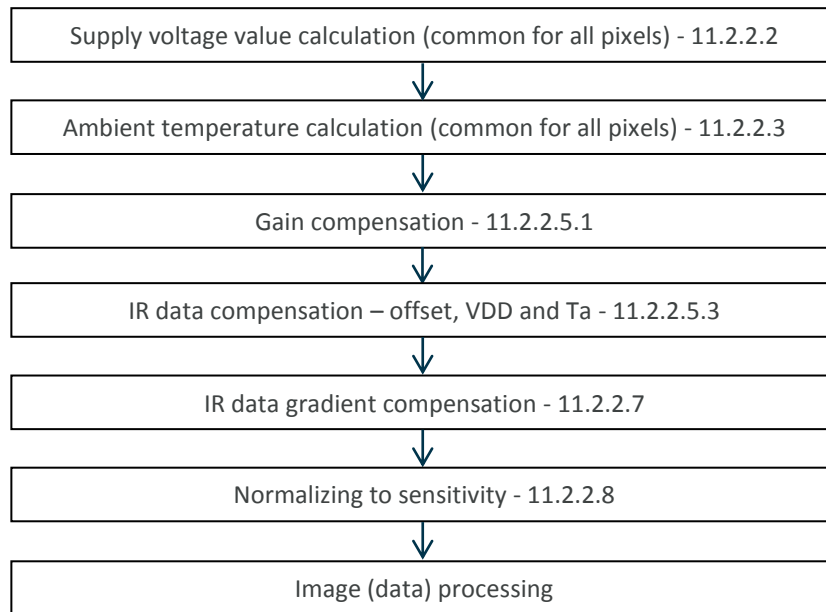 Supply voltage value calculation (common for all pixels) - 11.2.2.2
Ambient temperature calculation (common for all pixels) - 11.2.2.3
Gain compensation - 11.2.2.5.1
IR data compensation – offset, VDD and Ta - 11.2.2.5.3
IR data gradient compensation - 11.2.2.7
Normalizing to sensitivity - 11.2.2.8
Image (data) processing